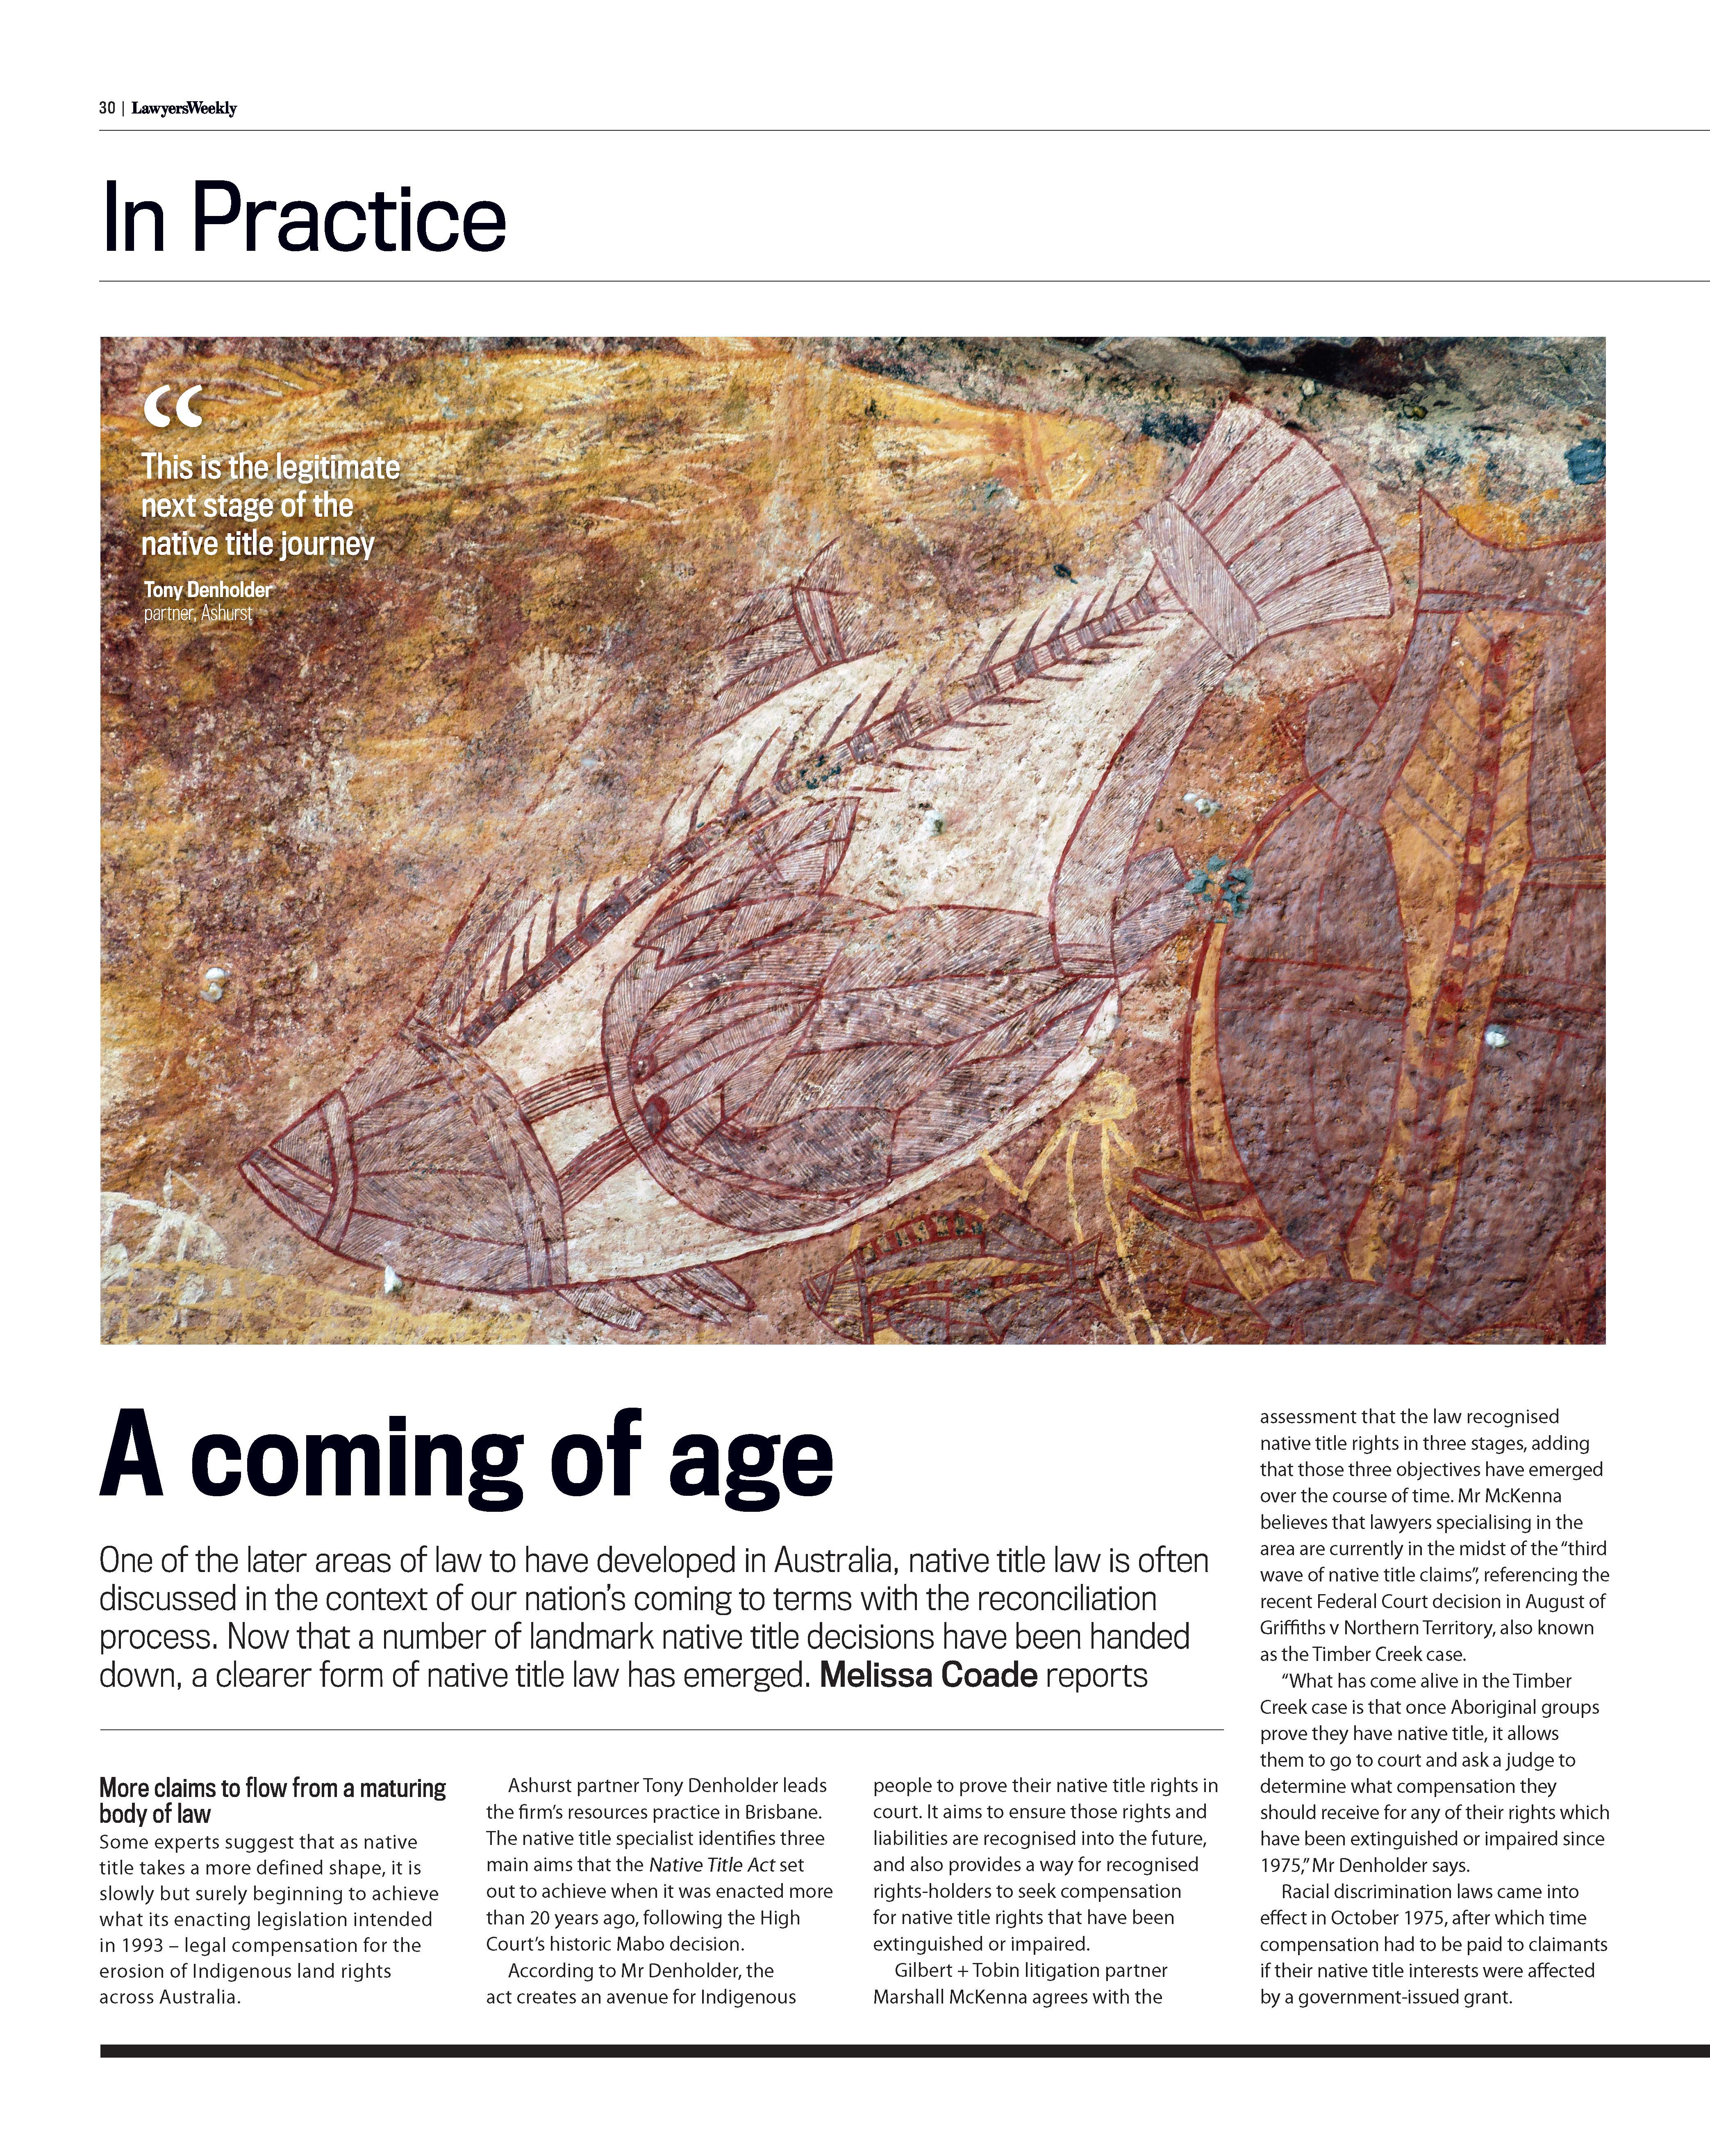 30 | LawyersWeekly
In Practice
“
This is the legitimate
next stage of the
native title journey
Tony Denholder
partner, Ashurst
A coming of age
One of the later areas of law to have developed in Australia, native title law is often
discussed in the context of our nation’s coming to terms with the reconciliation
process. Now that a number of landmark native title decisions have been handed
down, a clearer form of native title law has emerged. Melissa Coade reports
More claims to flow from a maturing
body of law
Some experts suggest that as native
title takes a more defined shape, it is
slowly but surely beginning to achieve
what its enacting legislation intended
in 1993 – legal compensation for the
erosion of Indigenous land rights
across Australia.
Ashurst partner Tony Denholder leads
the firm’s resources practice in Brisbane.
The native title specialist identifies three
main aims that the Native Title Act set
out to achieve when it was enacted more
than 20 years ago, following the High
Court’s historic Mabo decision.
According to Mr Denholder, the
act creates an avenue for Indigenous
people to prove their native title rights in
court. It aims to ensure those rights and
liabilities are recognised into the future,
and also provides a way for recognised
rights-holders to seek compensation
for native title rights that have been
extinguished or impaired.
Gilbert + Tobin litigation partner
Marshall McKenna agrees with the
assessment that the law recognised
native title rights in three stages, adding
that those three objectives have emerged
over the course of time. Mr McKenna
believes that lawyers specialising in the
area are currently in the midst of the “third
wave of native title claims”, referencing the
recent Federal Court decision in August of
Griffiths v Northern Territory, also known
as the Timber Creek case.
“What has come alive in the Timber
Creek case is that once Aboriginal groups
prove they have native title, it allows
them to go to court and ask a judge to
determine what compensation they
should receive for any of their rights which
have been extinguished or impaired since
1975,” Mr Denholder says.
Racial discrimination laws came into
effect in October 1975, after which time
compensation had to be paid to claimants
if their native title interests were affected
by a government-issued grant.